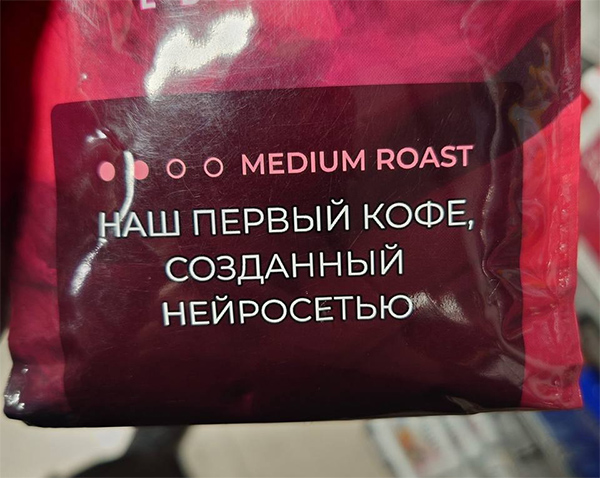 MEDIUM ROAST
НАШ ПЕРВЫЙ КОФЕ,
СОЗДАННЫЙ
НЕЙРОСЕТЬЮ